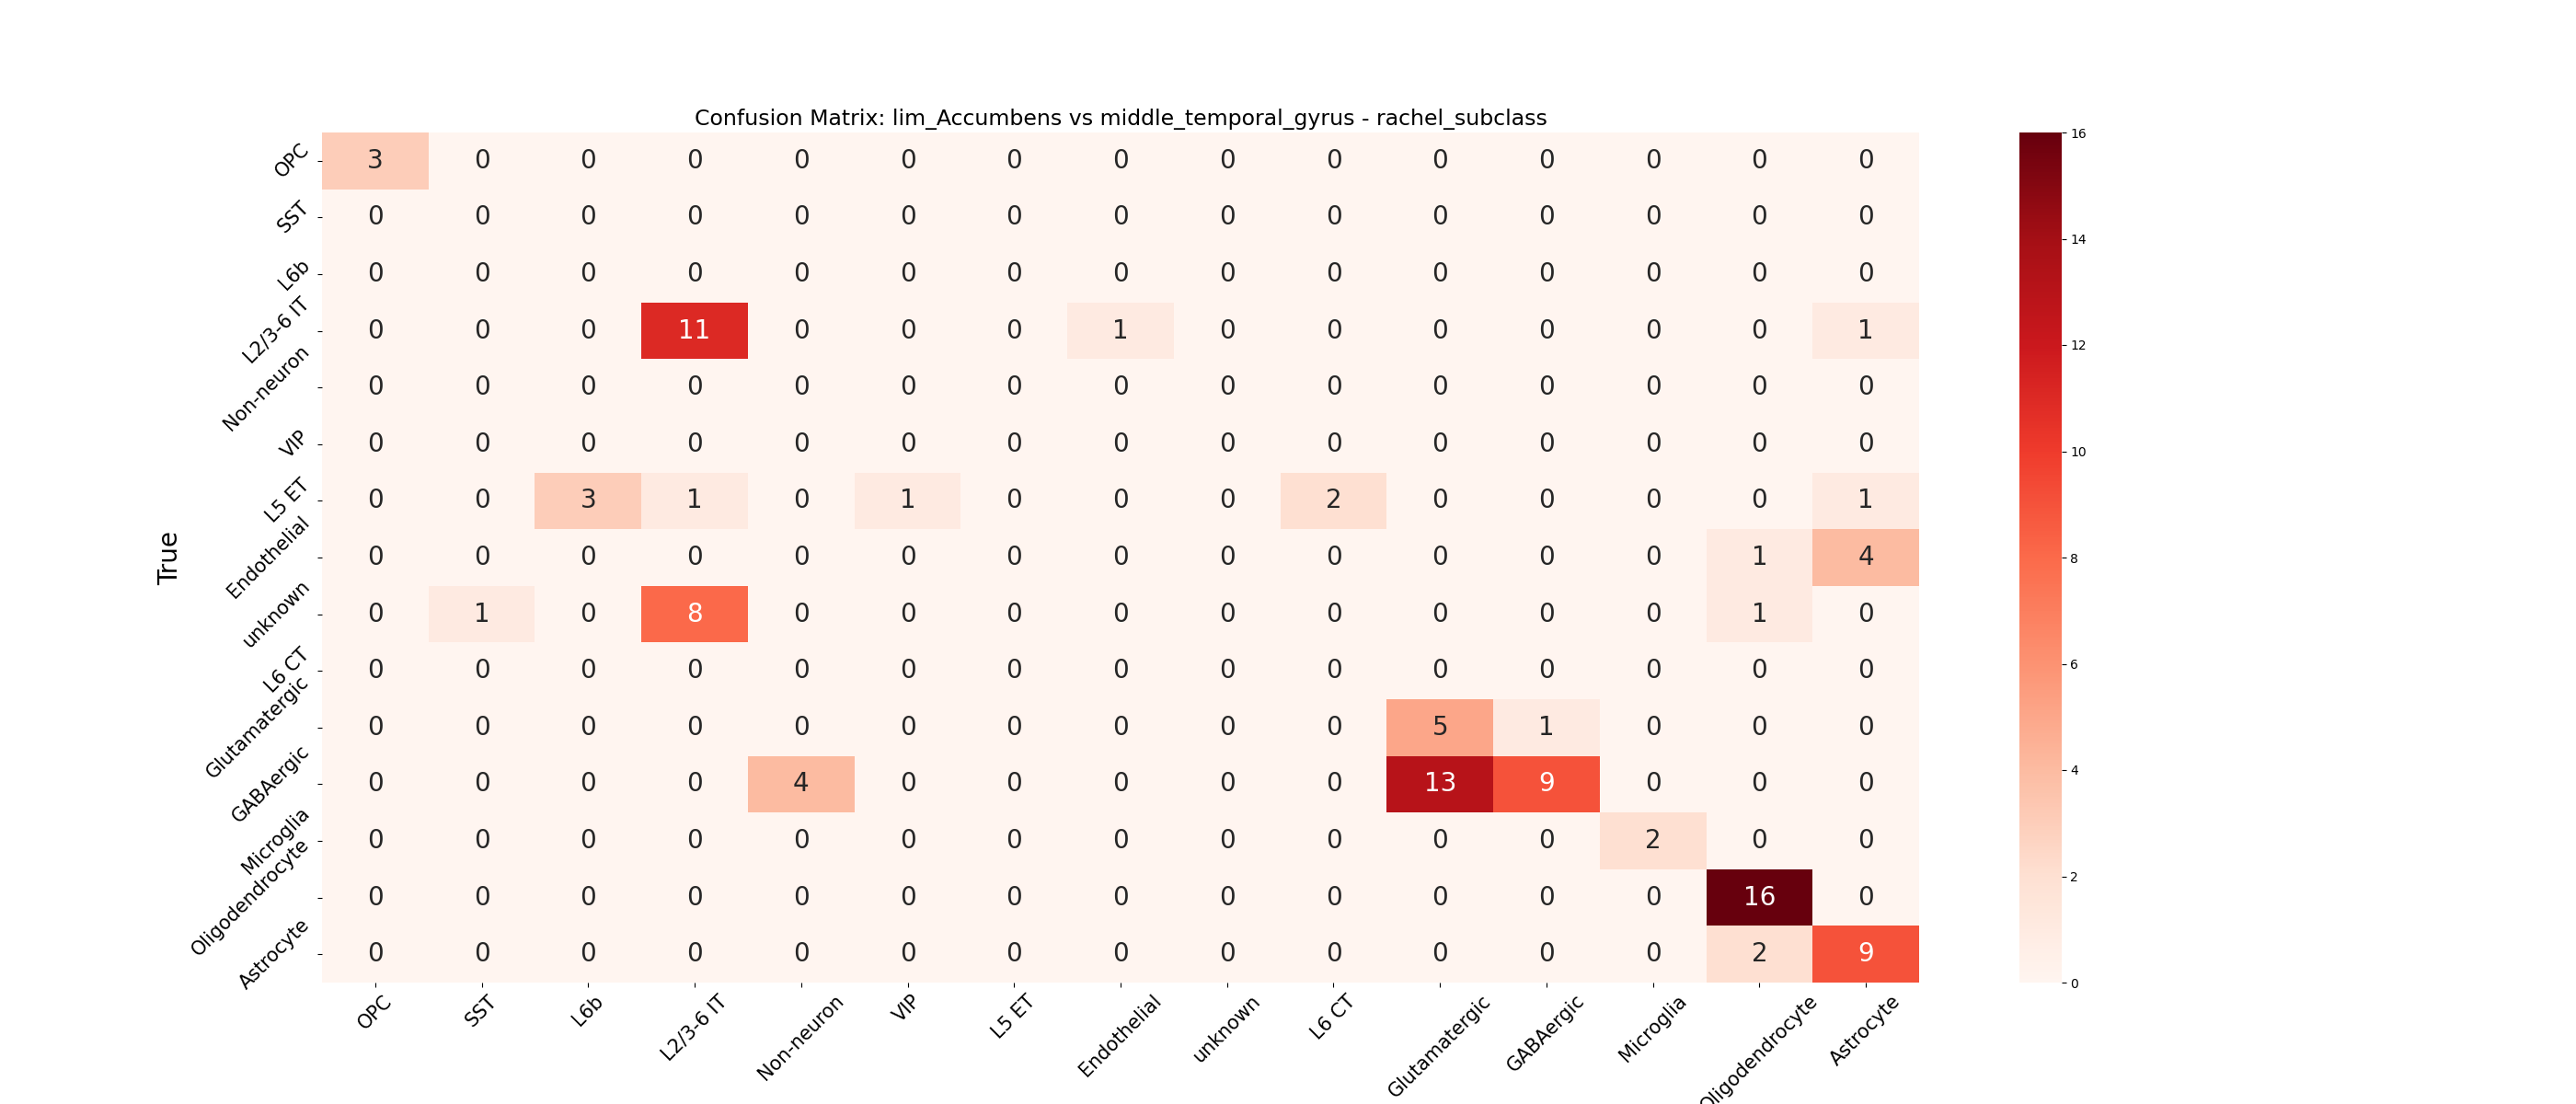 Confusion Matrix: lim_Accumbens vs middle_temporal_gyrus - rachel_subclass
True
OPC 3 0 0 0 0 0 0 0 0 0 0 0 0 0 0
SST 0 0 0 0 0 0 0 0 0 0 0 0 0 0 0
L6b 0 0 0 0 0 0 0 0 0 0 0 0 0 0 0
L2/3-6 IT 0 0 0 11 0 0 0 1 0 0 0 0 0 0 1
Non-neuron 0 0 0 0 0 0 0 0 0 0 0 0 0 0 0
VIP 0 0 0 0 0 0 0 0 0 0 0 0 0 0 0
L5 ET 0 0 3 1 0 1 0 0 0 2 0 0 0 0 1
Endothelial 0 0 0 0 0 0 0 0 0 0 0 0 0 1 4
unknown 0 1 0 8 0 0 0 0 0 0 0 0 0 1 0
L6 CT 0 0 0 0 0 0 0 0 0 0 0 0 0 0 0
Glutamatergic 0 0 0 0 0 0 0 0 0 0 5 1 0 0 0
GABAergic 0 0 0 0 4 0 0 0 0 0 13 9 0 0 0
Microglia 0 0 0 0 0 0 0 0 0 0 0 0 2 0 0
Oligodendrocyte 0 0 0 0 0 0 0 0 0 0 0 0 0 16 0
Astrocyte 0 0 0 0 0 0 0 0 0 0 0 0 0 2 9
OPC SST L6b L2/3-6 IT Non-neuron VIP L5 ET Endothelial unknown L6 CT Glutamatergic GABAergic Microglia Oligodendrocyte Astrocyte
16
14
12
10
8
6
4
2
0